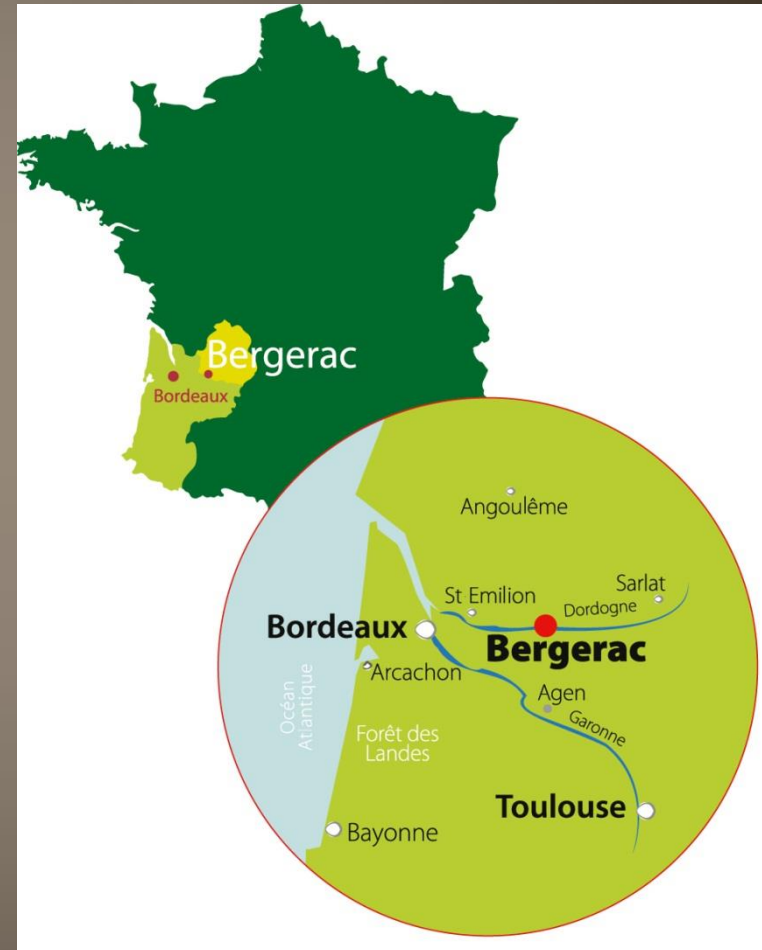 Bergerac
Bordeaux
Angoulême
St Emilion
Sarlat
Dordogne
Bordeaux
Bergerac
Arcachon
Agen
Garonne
Océan
Atlantique
Forêt des
Landes
Toulouse
Bayonne